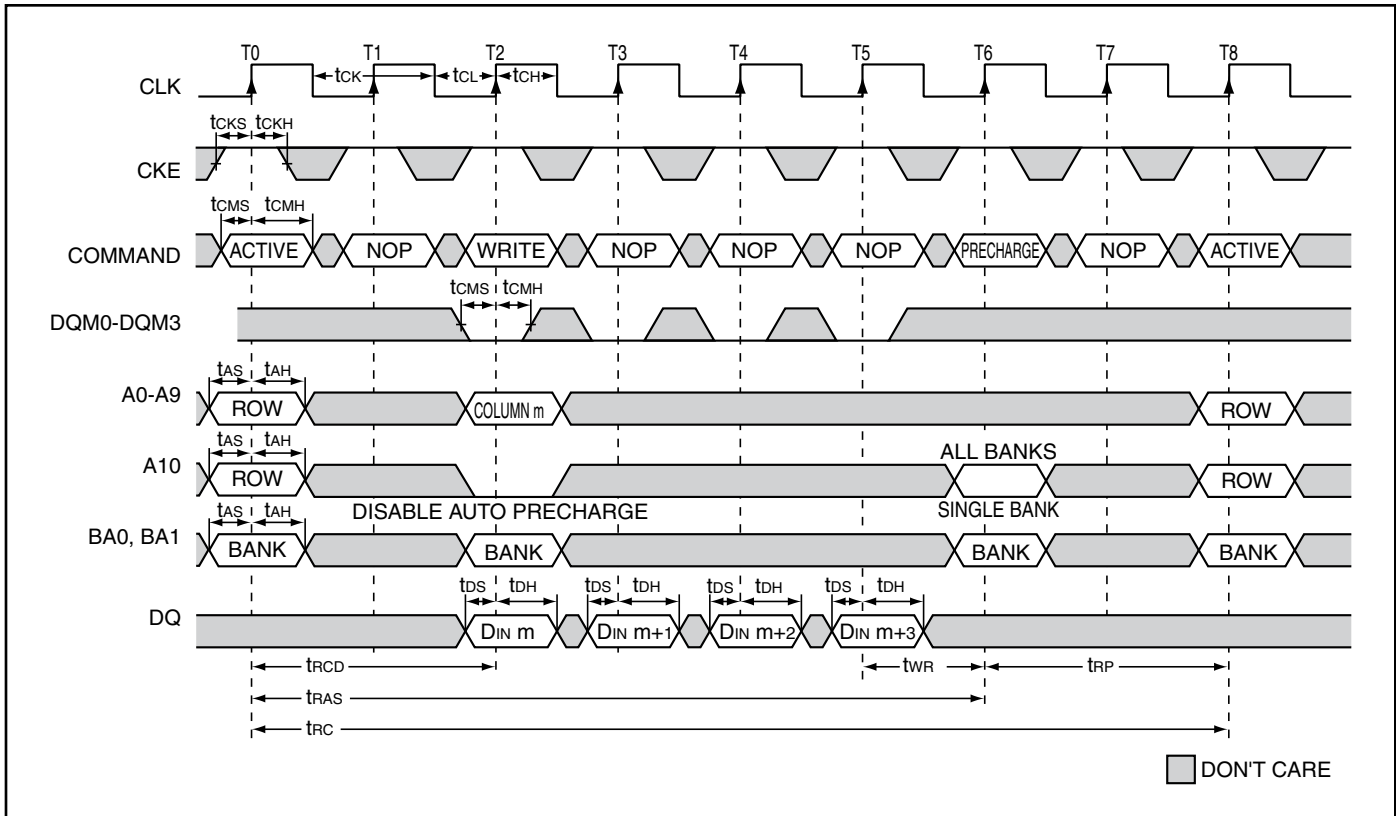 T0 T1 T2 T3 T4 T5 T6 T7 T8
CLK tCK tCL tCH
tCKS tCKH
CKE
tCMS tCMH
COMMAND ACTIVE NOP WRITE NOP NOP NOP PRECHARGE NOP ACTIVE
tCMS tCMH
DQM0-DQM3
tAS tAH
A0-A9 ROW COLUMN m ROW
tAS tAH ALL BANKS
A10 ROW ROW
tAS tAH DISABLE AUTO PRECHARGE SINGLE BANK
BA0, BA1 BANK BANK BANK BANK
tDS tDH tDS tDH tDS tDH tDS tDH
DQ DIN m DIN m+1 DIN m+2 DIN m+3
tRCD tWR tRP
tRAS
tRC
DON'T CARE